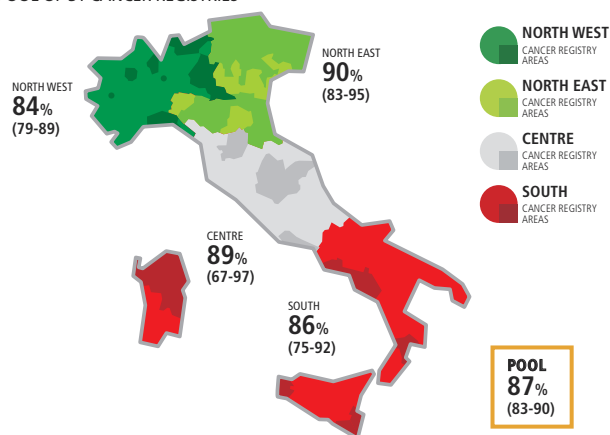 NORTH EAST
90%
(83-95)
NORTH WEST
84%
(79-89)
CENTRE
89%
(67-97)
SOUTH
86%
(75-92)
NORTH WEST
CANCER REGISTRY
AREAS
NORTH EAST
CANCER REGISTRY
AREAS
CENTRE
CANCER REGISTRY
AREAS
SOUTH
CANCER REGISTRY
AREAS
POOL
87%
(83-90)